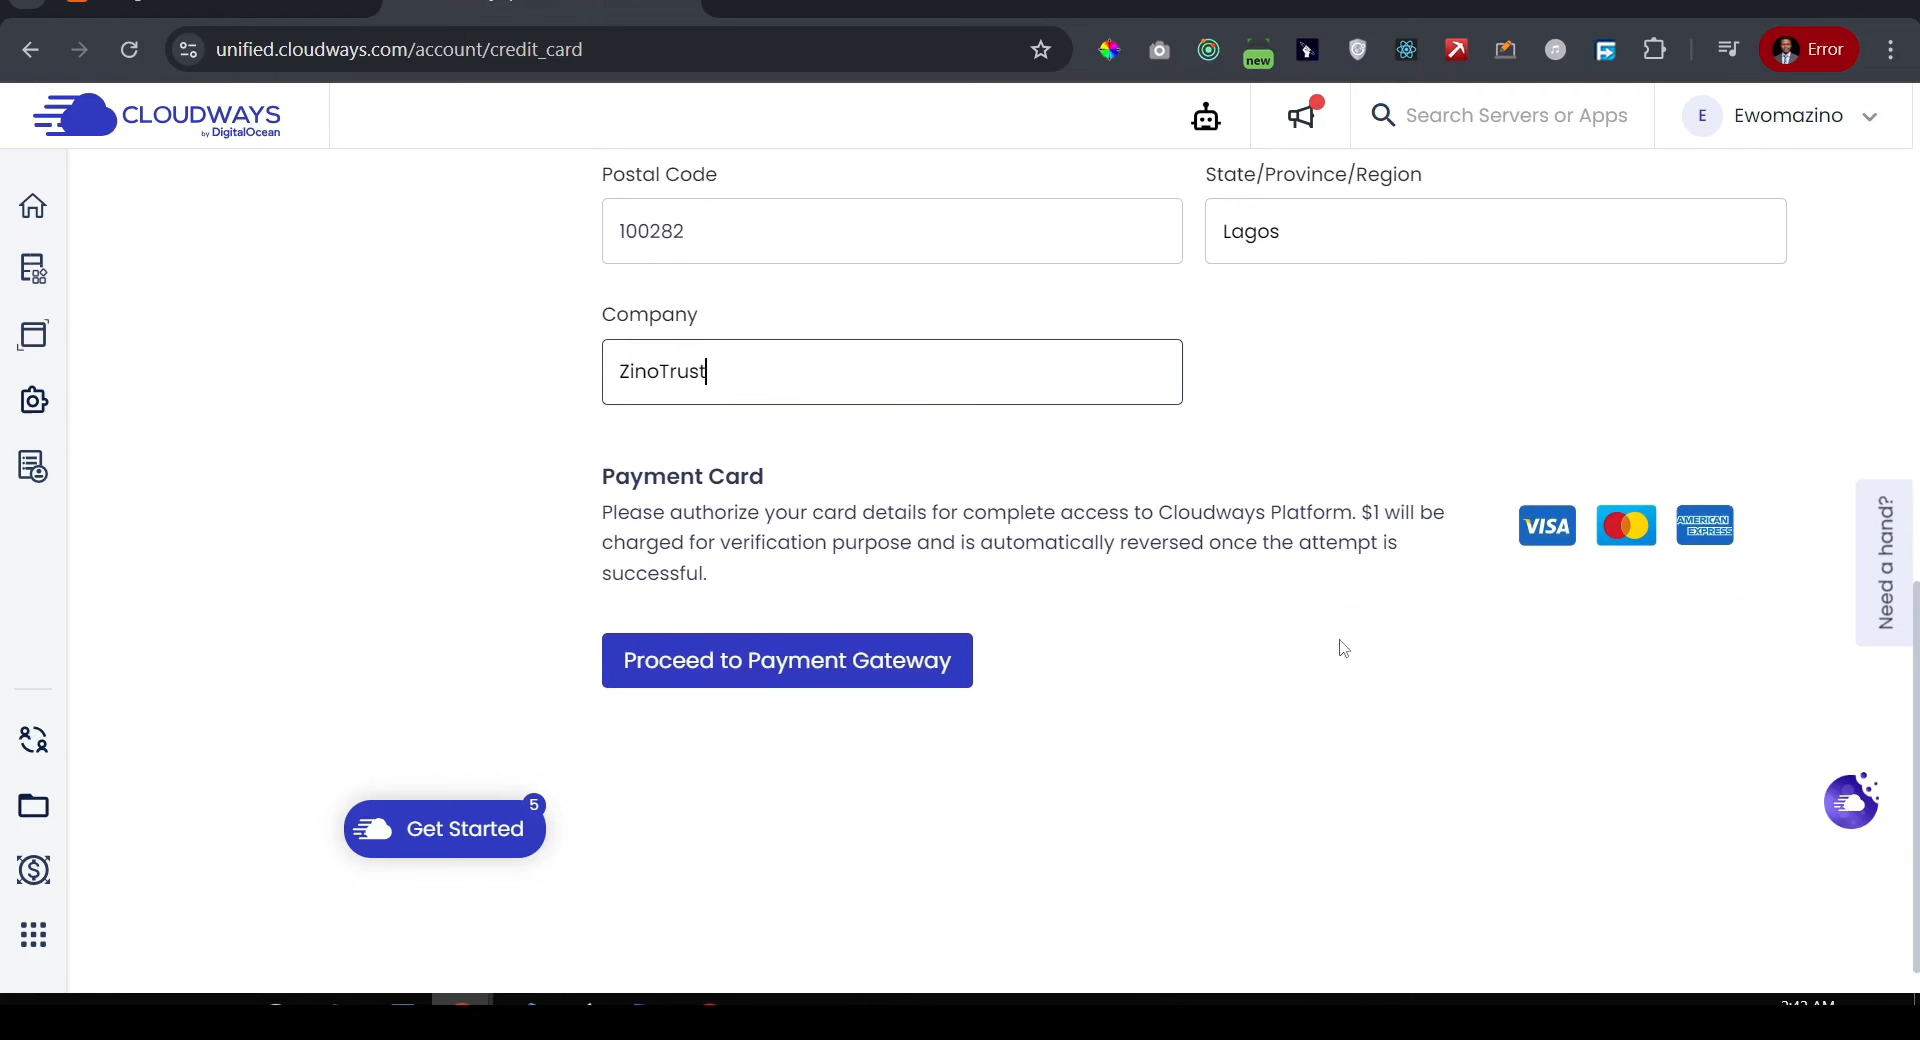 unified.cloudways.com/account/credit_card
new
Error
CLOUDWAYS
by DigitalOcean
Search Servers or Apps
E
Ewomazino
Postal Code
State/Province/Region
100282
Lagos
Company
ZinoTrust
Payment Card
Please authorize your card details for complete access to Cloudways Platform. $1 will be
charged for verification purpose and is automatically reversed once the attempt is
successful.
VISA
AMERICAN
EXPRESS
Need a hand?
Proceed to Payment Gateway
5
Get Started